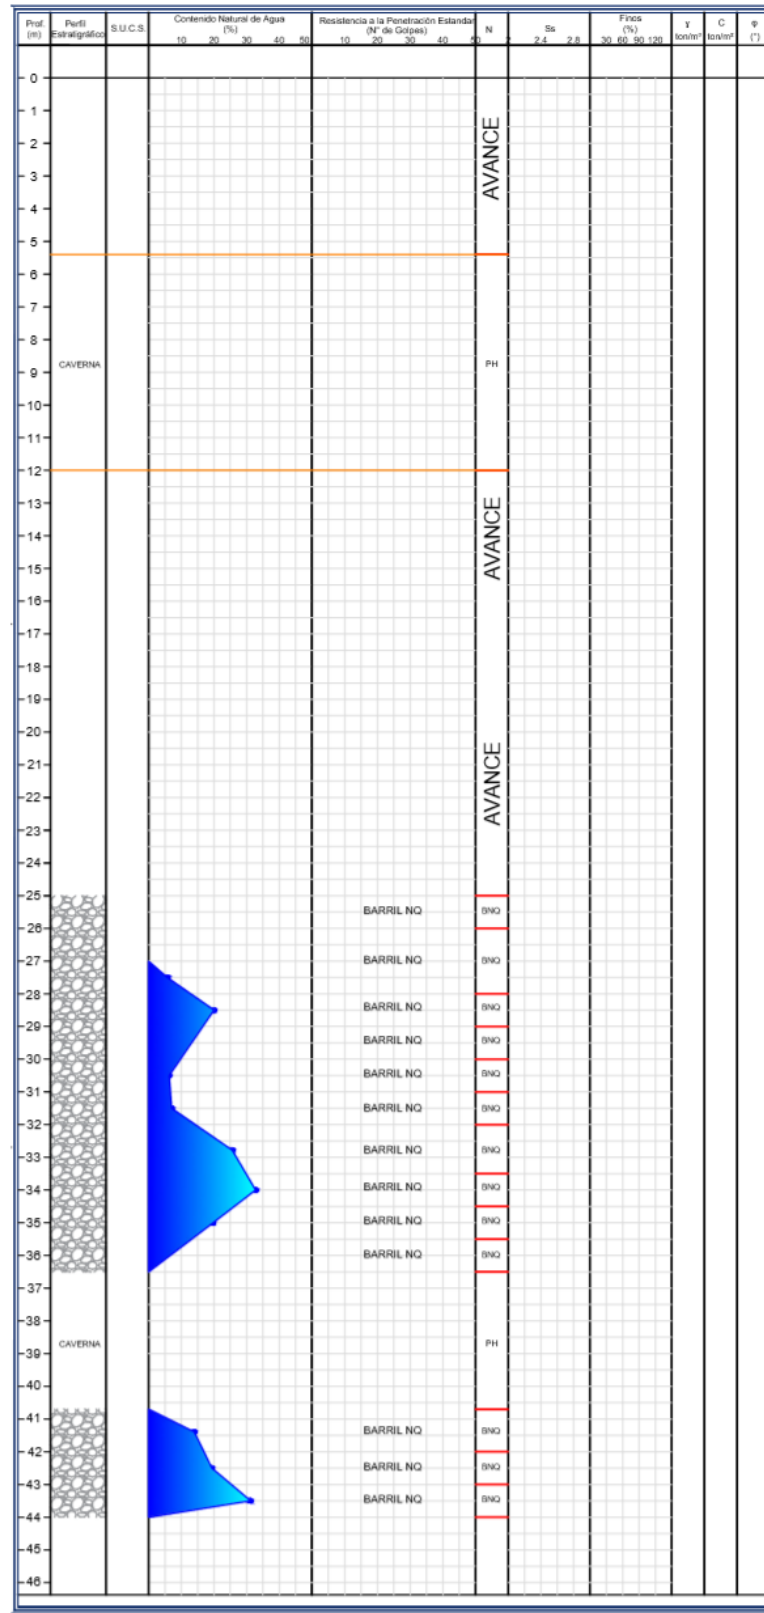 Prof. (m)
Perfil Estratigráfico
S.U.C.S.
Contenido Natural de Agua (%)
10 20 30 40 50
Resistencia a la Penetración Estandar (N° de Golpes)
10 20 30 40 50
N
Ss
2 2.4 2.8
Finos (%)
30 60 90 120
γ ton/m³
C ton/m²
φ (°)
0
AVANCE
1
2
3
4
5
6
7
8
CAVERNA PH
9
10
11
12
13
AVANCE
14
15
16
17
18
19
20
21
AVANCE
22
23
24
25
BARRIL NQ BNQ
26
27 BARRIL NQ BNQ
28
BARRIL NQ BNQ
29
BARRIL NQ BNQ
30
BARRIL NQ BNQ
31
BARRIL NQ BNQ
32
BARRIL NQ BNQ
33
34 BARRIL NQ BNQ
35 BARRIL NQ BNQ
36 BARRIL NQ BNQ
37
38
CAVERNA PH
39
40
41
BARRIL NQ BNQ
42
BARRIL NQ BNQ
43
BARRIL NQ BNQ
44
45
46